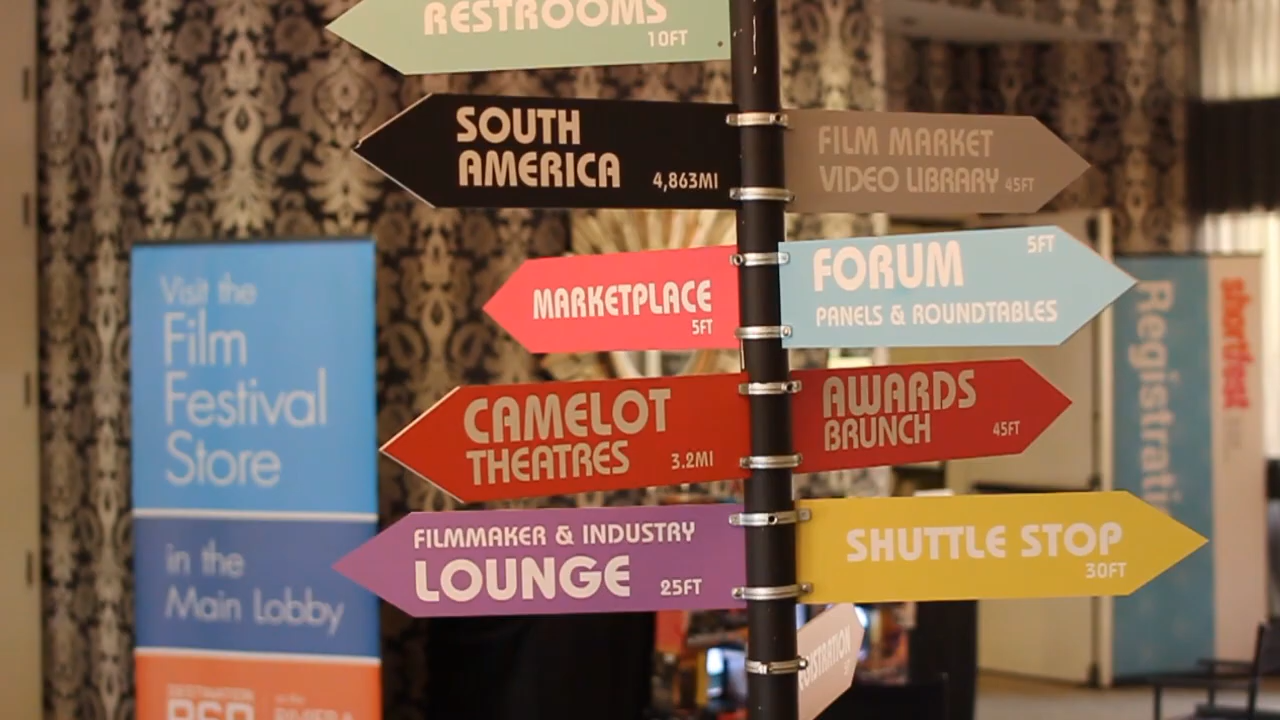 RESTROOMS
10FT
SOUTH
AMERICA 4,863MI
FILM MARKET
VIDEO LIBRARY 45FT
MARKETPLACE
5FT
FORUM 5FT
PANELS & ROUNDTABLES
CAMELOT
THEATRES 3.2MI
AWARDS
BRUNCH 45FT
FILMMAKER & INDUSTRY
LOUNGE 25FT
SHUTTLE STOP
30FT
Visit the
Film
Festival
Store
in the
Main Lobby
DESTINATION
shortfest